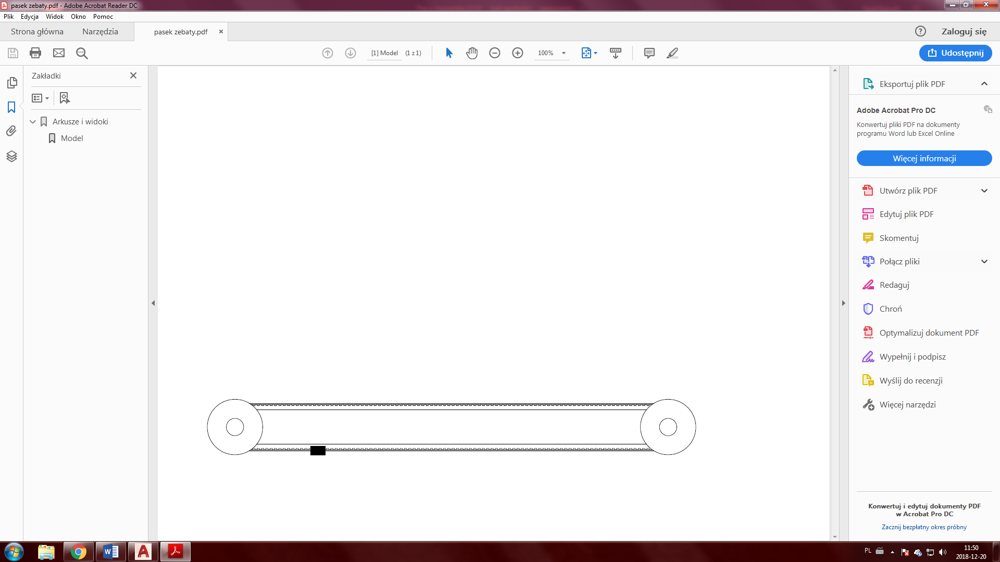 pasek zebaty.pdf - Adobe Acrobat Reader DC
Plik Edycja Widok Okno Pomoc
Strona główna Narzędzia pasek zebaty.pdf Zaloguj się
[1] Model (1 z 1) 100% Udostępnij
Zakładki
Arkusze i widoki
Model
Eksportuj plik PDF
Adobe Acrobat Pro DC
Konwertuj pliki PDF na dokumenty
programu Word lub Excel Online
Więcej informacji
Utwórz plik PDF
Edytuj plik PDF
Skomentuj
Połącz pliki
Redaguj
Chroń
Optymalizuj dokument PDF
Wypełnij i podpisz
Wyślij do recenzji
Więcej narzędzi
Konwertuj i edytuj dokumenty PDF
w Acrobat Pro DC
Zacznij bezpłatny okres próbny
PL 11:50
2018-12-20